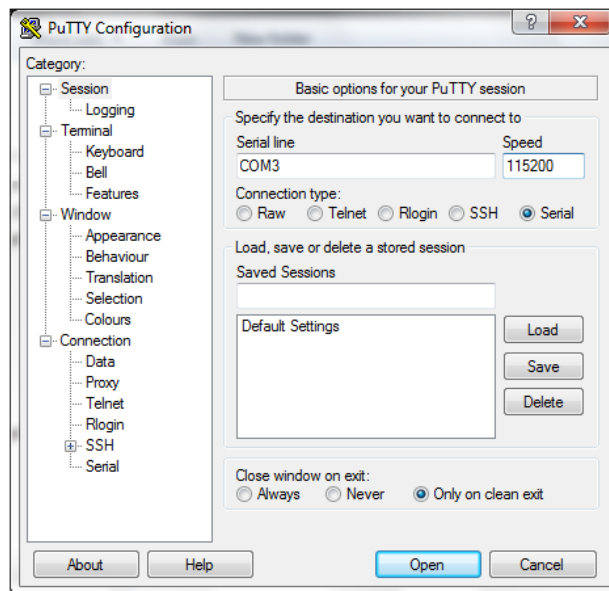 PuTTY Configuration
Category:
Session
Logging
Terminal
Keyboard
Bell
Features
Window
Appearance
Behaviour
Translation
Selection
Colours
Connection
Data
Proxy
Telnet
Rlogin
SSH
Serial
Basic options for your PuTTY session
Specify the destination you want to connect to
Serial line Speed
COM3 115200
Connection type:
Raw Telnet Rlogin SSH Serial
Load, save or delete a stored session
Saved Sessions
Default Settings
Load
Save
Delete
Close window on exit:
Always Never Only on clean exit
About Help Open Cancel